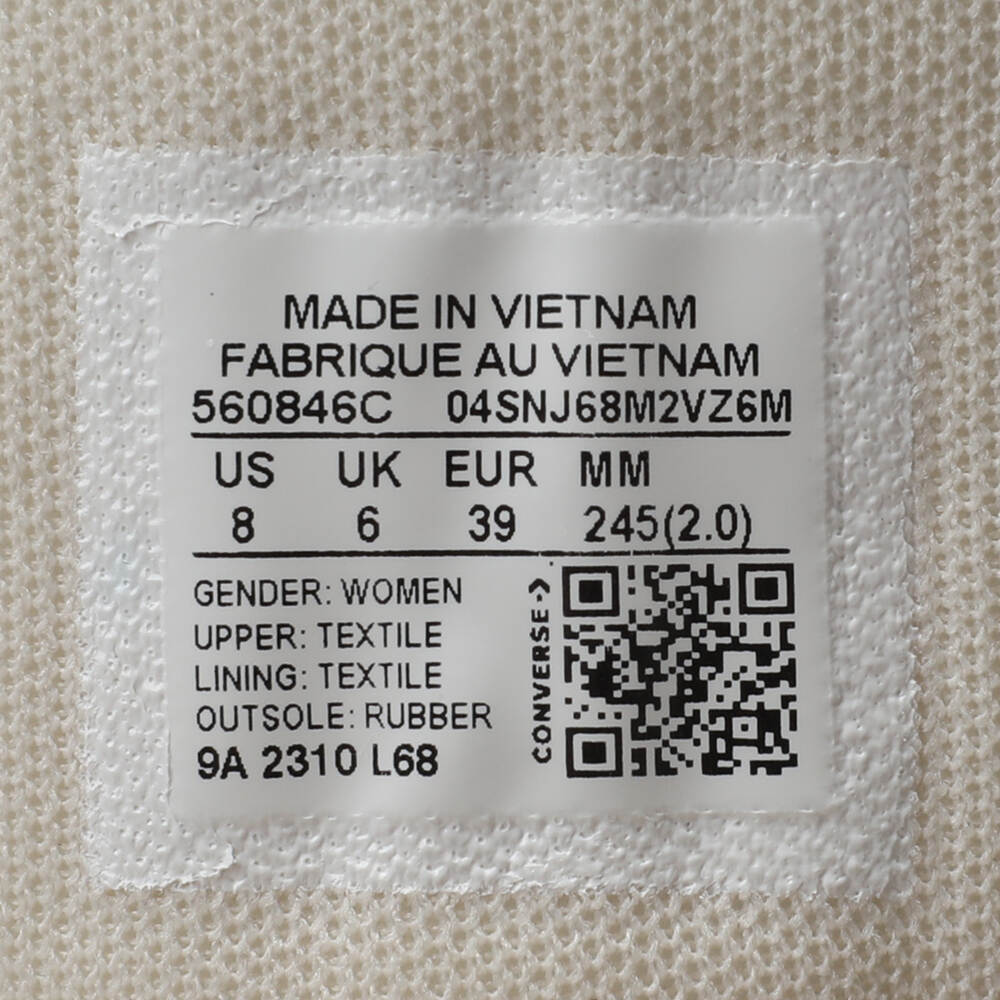 MADE IN VIETNAM
FABRIQUE AU VIETNAM
560846C 04SNJ68M2VZ6M
US UK EUR MM
8 6 39 245(2.0)
GENDER: WOMEN
UPPER: TEXTILE
LINING: TEXTILE
OUTSOLE: RUBBER
9A 2310 L68
CONVERSE